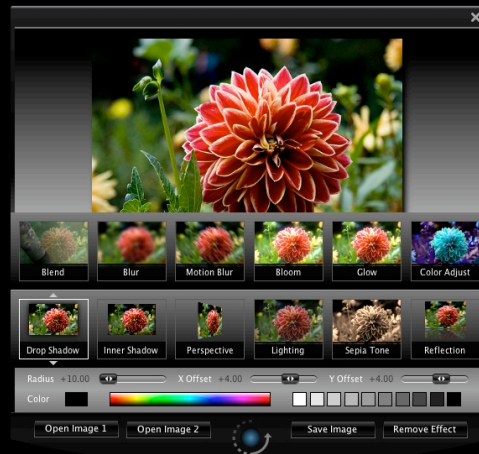 Blend Blur Motion Blur Bloom Glow Color Adjust
Drop Shadow Inner Shadow Perspective Lighting Sepia Tone Reflection
Radius +10.00 X Offset +4.00 Y Offset +4.00
Color
Open Image 1 Open Image 2 Save Image Remove Effect